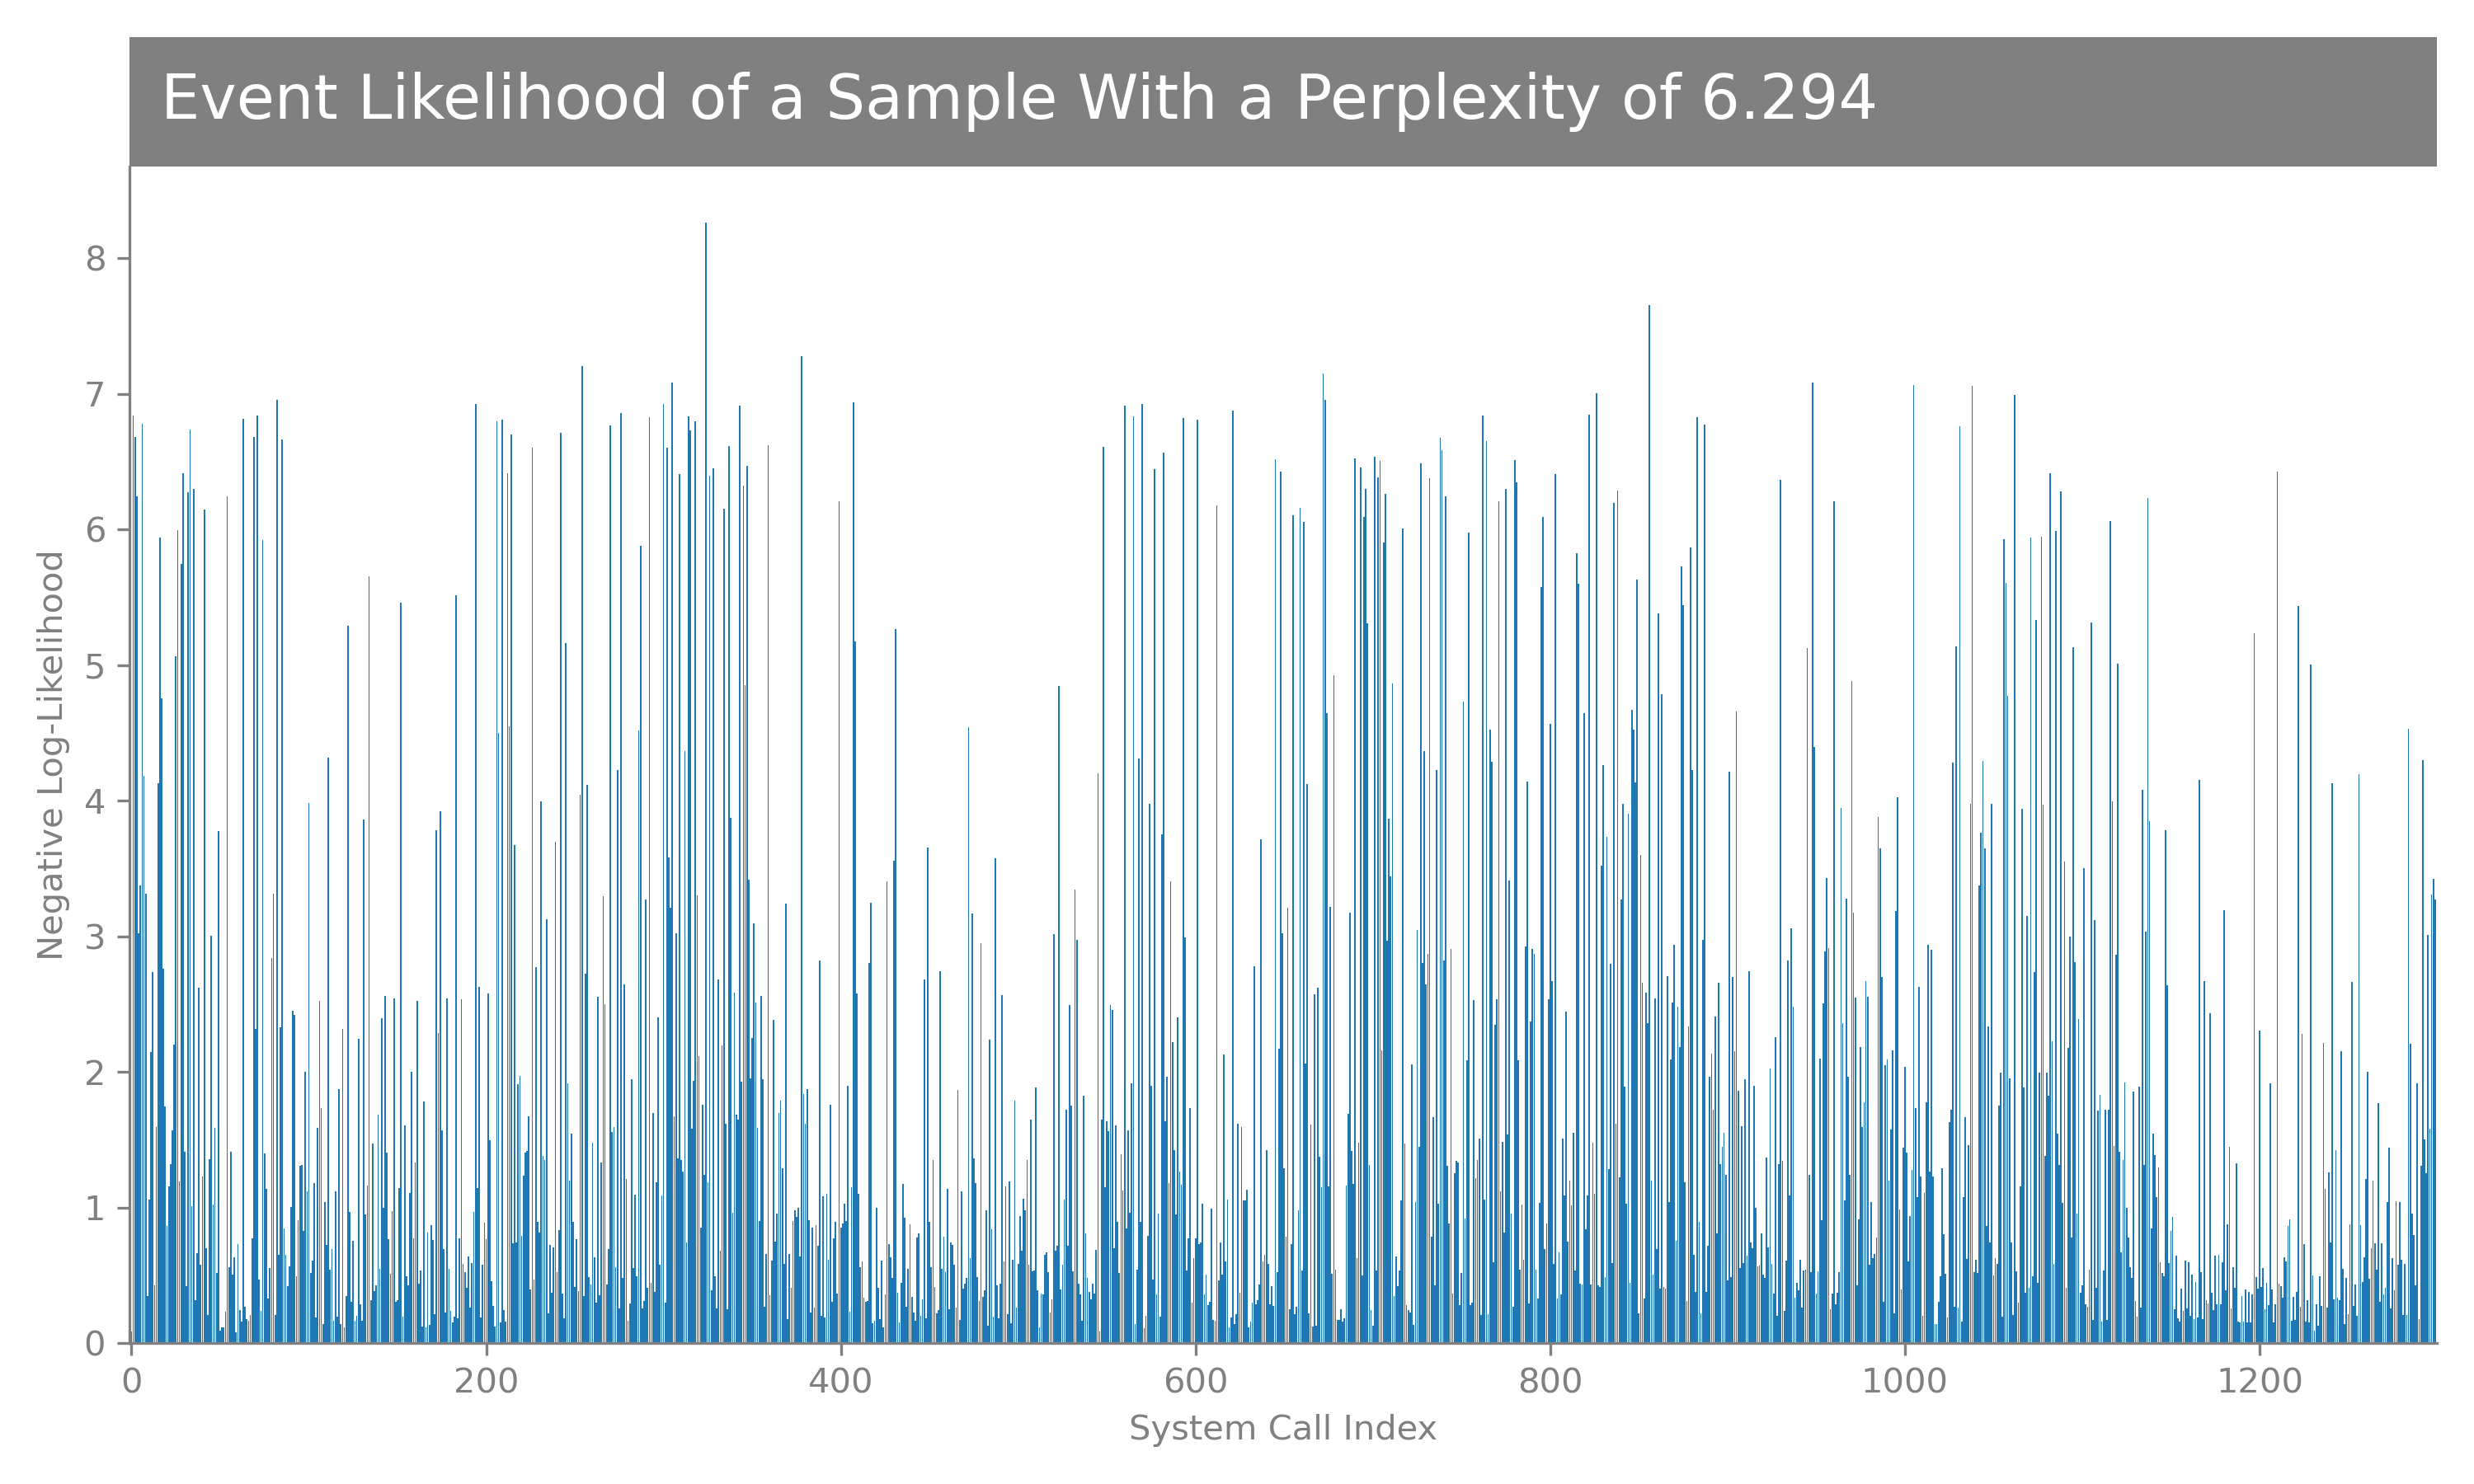 Event Likelihood of a Sample With a Perplexity of 6.294
8
7
6
5
4
3
2
1
0
Negative Log-Likelihood
0 200 400 600 800 1000 1200
System Call Index